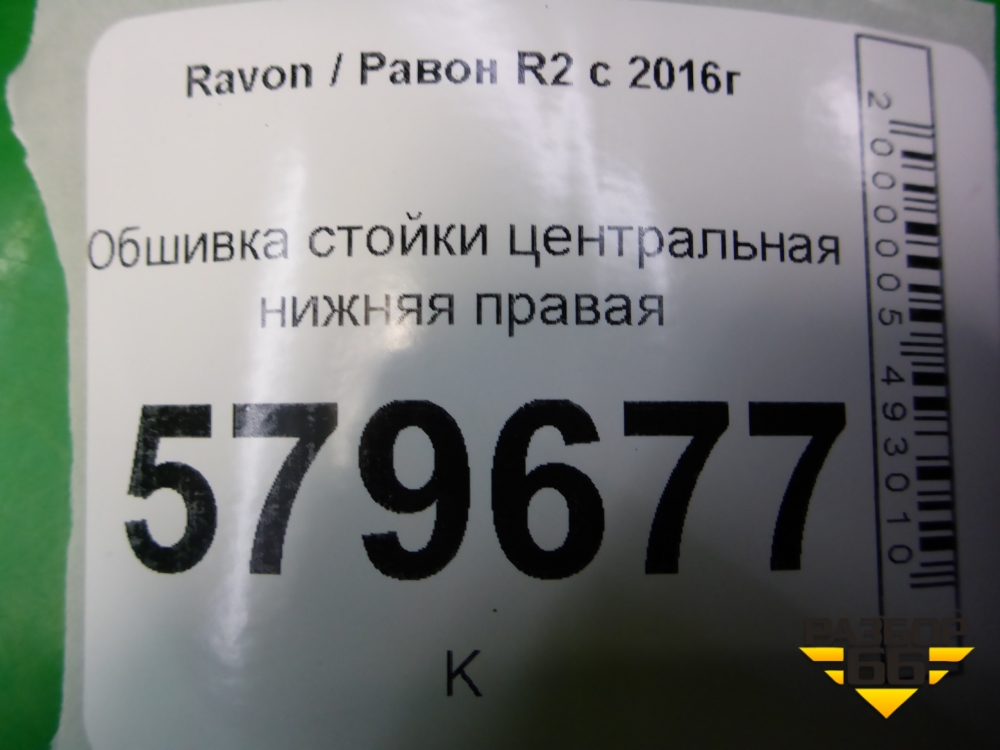 Ravon / Равон R2 с 2016г
Обшивка стойки центральная
нижняя правая
579677
К
2000005493010
РАЗБОР
66